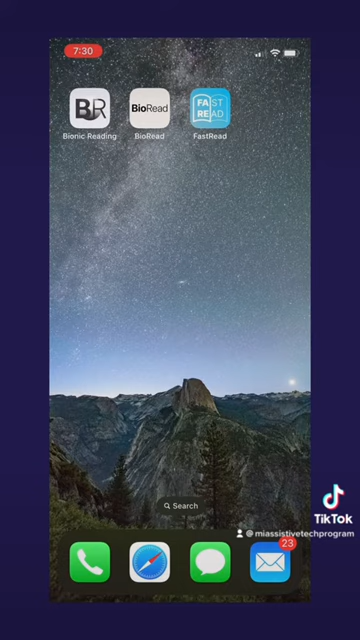 7:30
BR
BioRead
FAST
READ
Bionic Reading
BioRead
FastRead
Search
TikTok
@ miassistivetechprogram
23